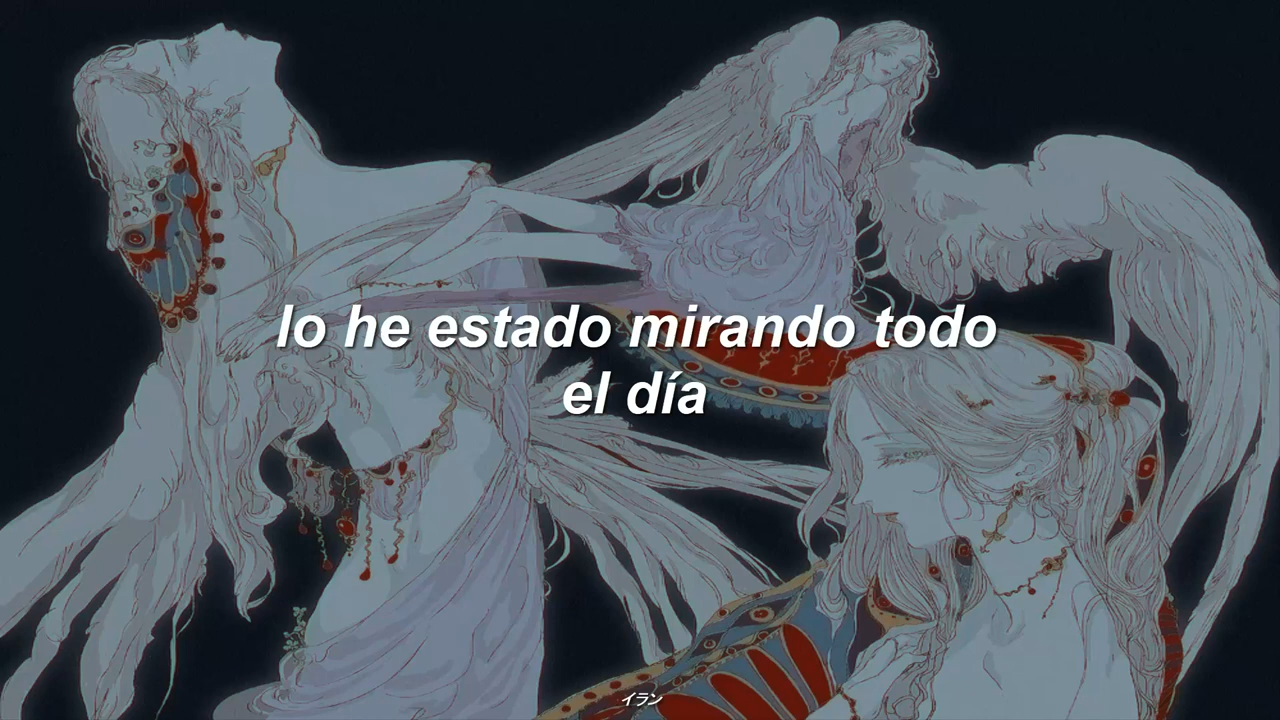 lo he estado mirando todo
el día
イラン